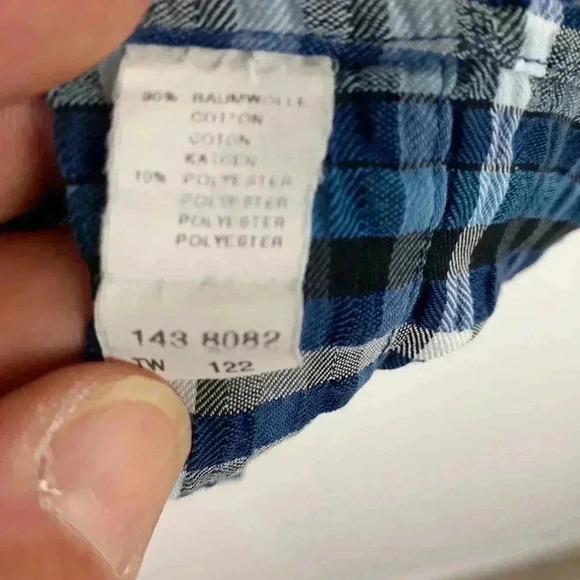 90% BAUMWOLLE
COTTON
COTON
KATOEN
10% POLYESTER
POLYESTER
POLYESTER
POLYESTER
143 8082
TW 122